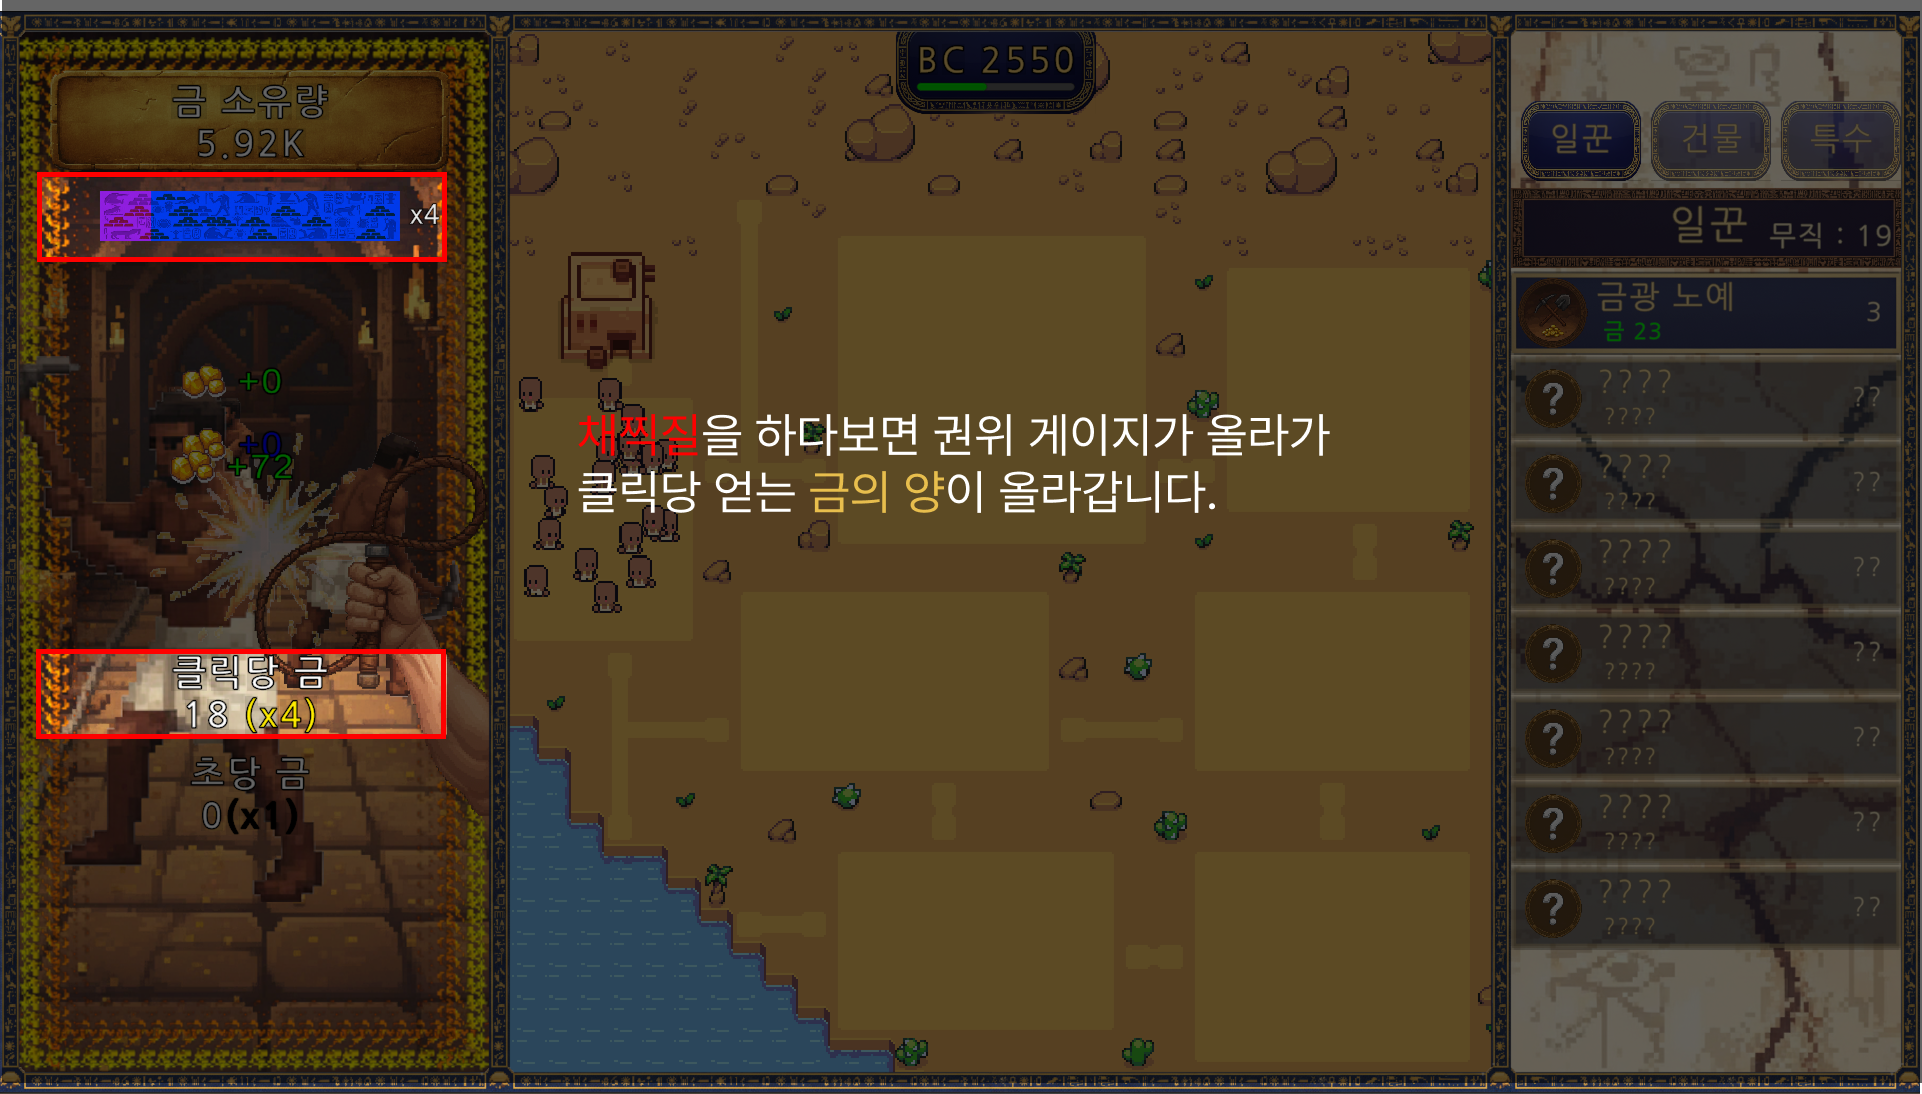 금 소유량
5.92K
x4
+0
+0
+72
클릭당 금
18 (x4)
초당 금
0(x1)
BC 2550
채찍질을 하다보면 권위 게이지가 올라가
클릭당 얻는 금의 양이 올라갑니다.
일꾼
건물
특수
일꾼
무직 : 19
금광 노예
금 23
3
????
????
??
????
????
??
????
????
??
????
????
??
????
????
??
????
????
??
????
????
??